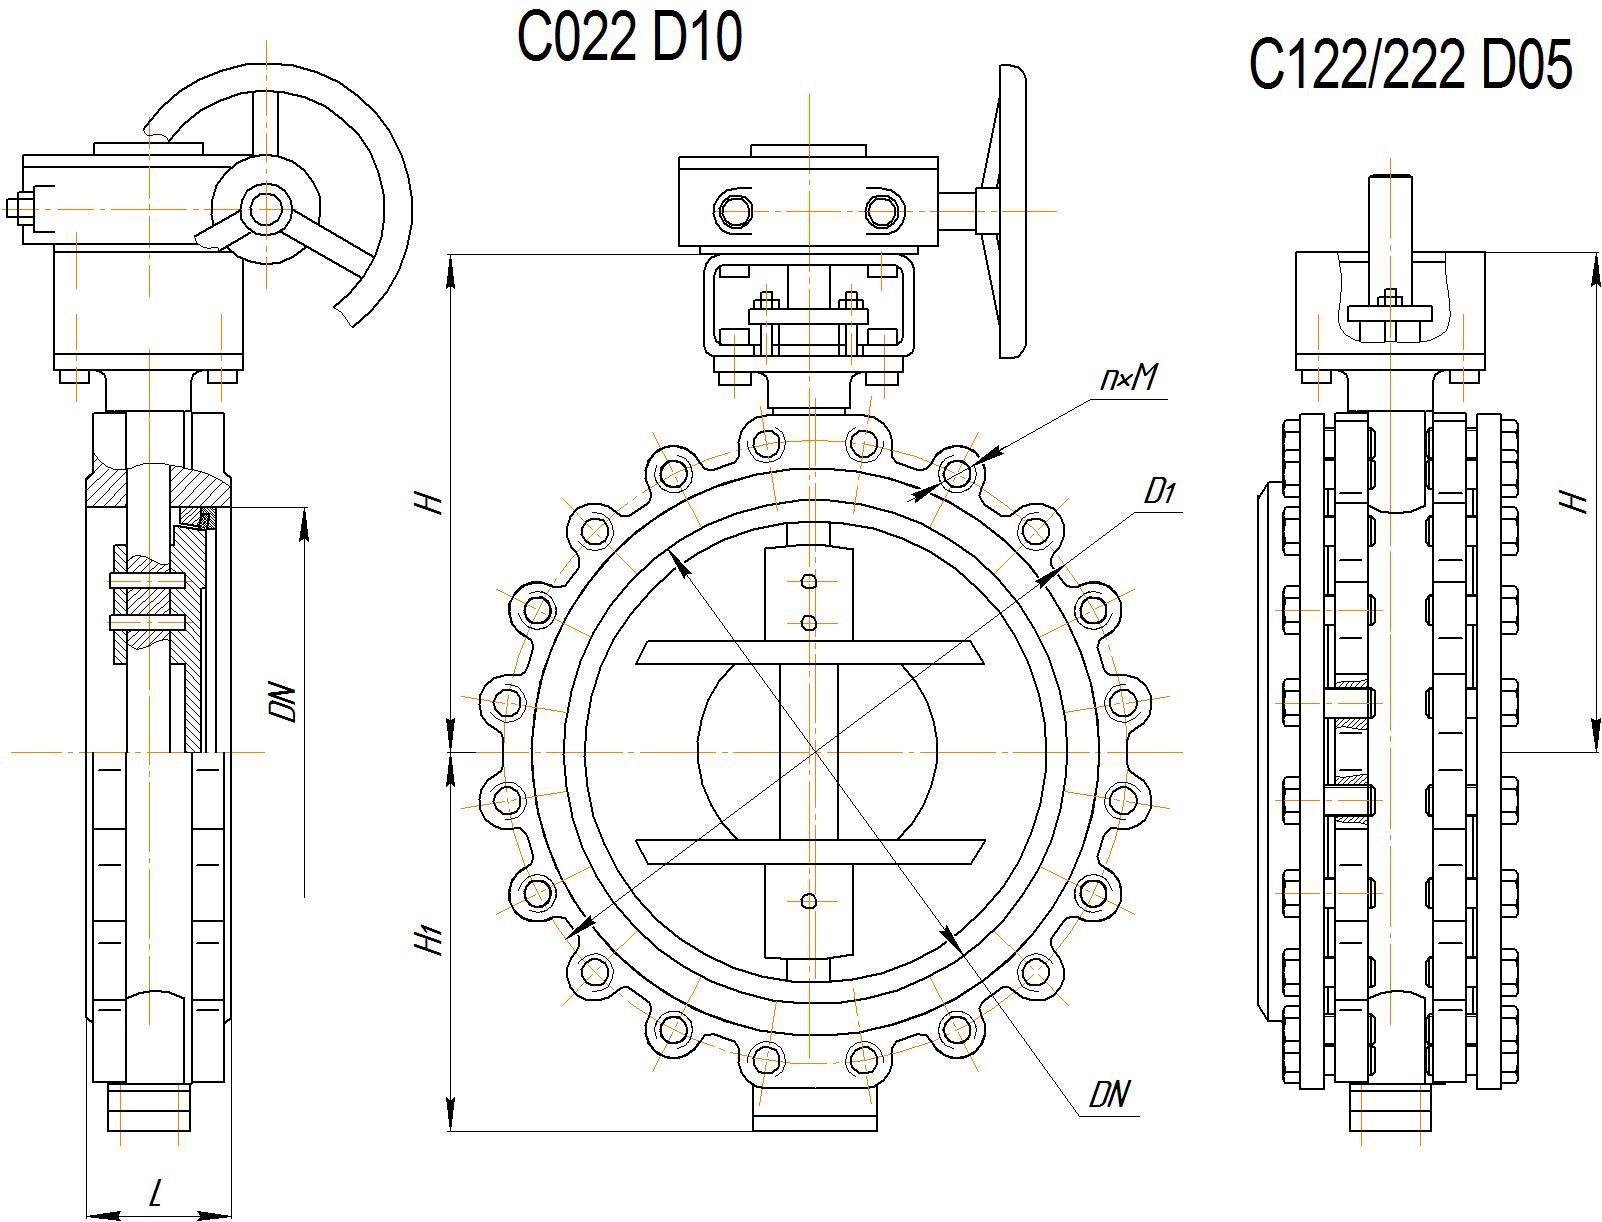 C022 D10
C122/222 D05
n×M
D1
H
H
DN
H1
DN
L